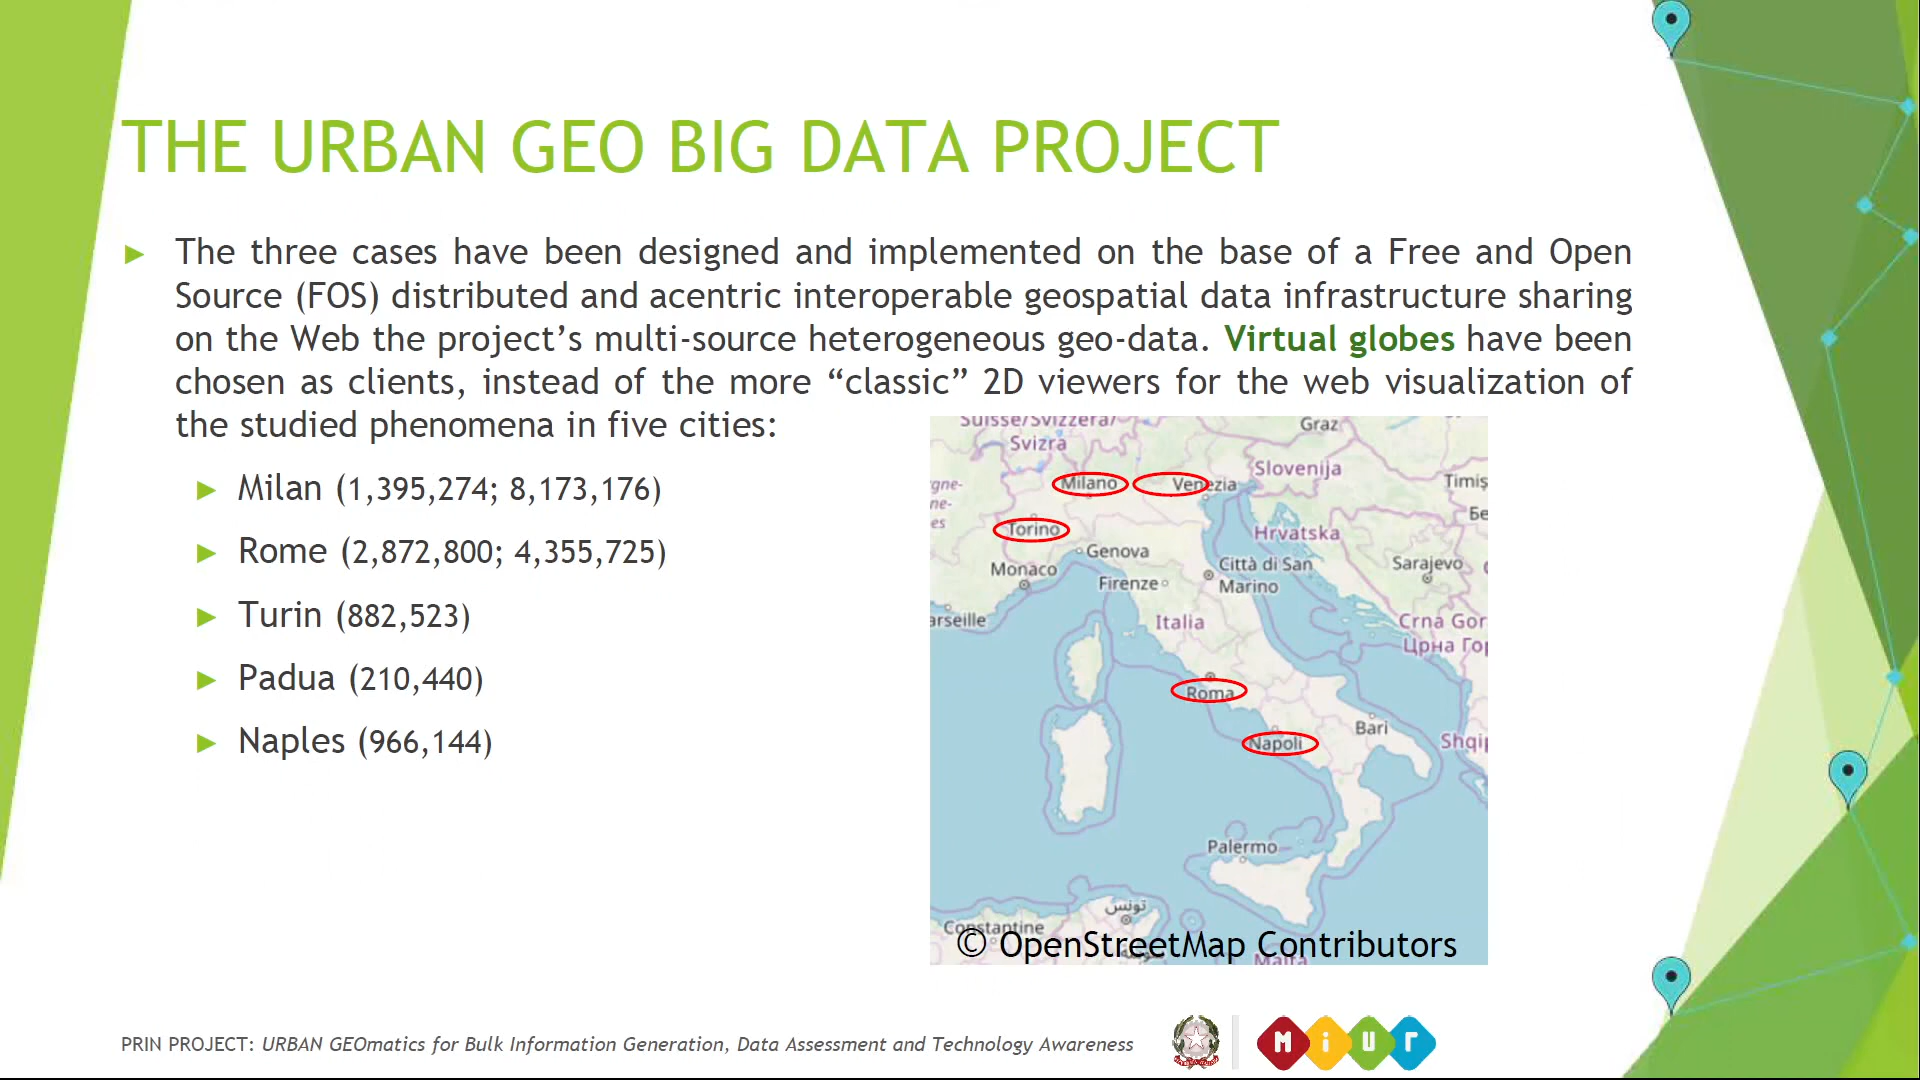 THE URBAN GEO BIG DATA PROJECT
The three cases have been designed and implemented on the base of a Free and Open
Source (FOS) distributed and acentric interoperable geospatial data infrastructure sharing
on the Web the project’s multi-source heterogeneous geo-data. Virtual globes have been
chosen as clients, instead of the more “classic” 2D viewers for the web visualization of
the studied phenomena in five cities:
Milan (1,395,274; 8,173,176)
Rome (2,872,800; 4,355,725)
Turin (882,523)
Padua (210,440)
Naples (966,144)
Suisse/Svizzera/
Svizra
Graz
Slovenija
Milano
Venezia
Timiș
gne-
ne-
es
Torino
Бе
Hrvatska
Genova
Monaco
Firenze
Città di San
Marino
Sarajevo
arseille
Italia
Crna Gor
Црна Гор
Roma
Napoli
Bari
Shqip
Palermo
تونس
Constantine
© OpenStreetMap Contributors
Malta
PRIN PROJECT: URBAN GEOmatics for Bulk Information Generation, Data Assessment and Technology Awareness
MiUr